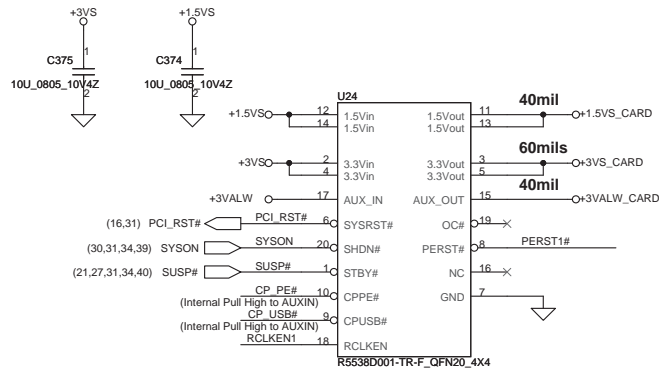 +3VS
+1.5VS
C375
1
10U_0805_10V4Z
2
C374
1
10U_0805_10V4Z
2
U24
+1.5VS
12
1.5Vin
14
1.5Vin
1.5Vout
11
1.5Vout
13
40mil
+1.5VS_CARD
+3VS
2
3.3Vin
4
3.3Vin
3.3Vout
3
3.3Vout
5
60mils
+3VS_CARD
+3VALW
17
AUX_IN
AUX_OUT
15
40mil
+3VALW_CARD
(16,31) PCI_RST#
PCI_RST#
6
SYSRST#
OC#
19
(30,31,34,39) SYSON
SYSON
20
SHDN#
PERST#
8
PERST1#
(21,27,31,34,40) SUSP#
SUSP#
1
STBY#
NC
16
CP_PE#
10
CPPE#
(Internal Pull High to AUXIN)
GND
7
CP_USB#
9
CPUSB#
(Internal Pull High to AUXIN)
RCLKEN1
18
RCLKEN
R5538D001-TR-F_QFN20_4X4